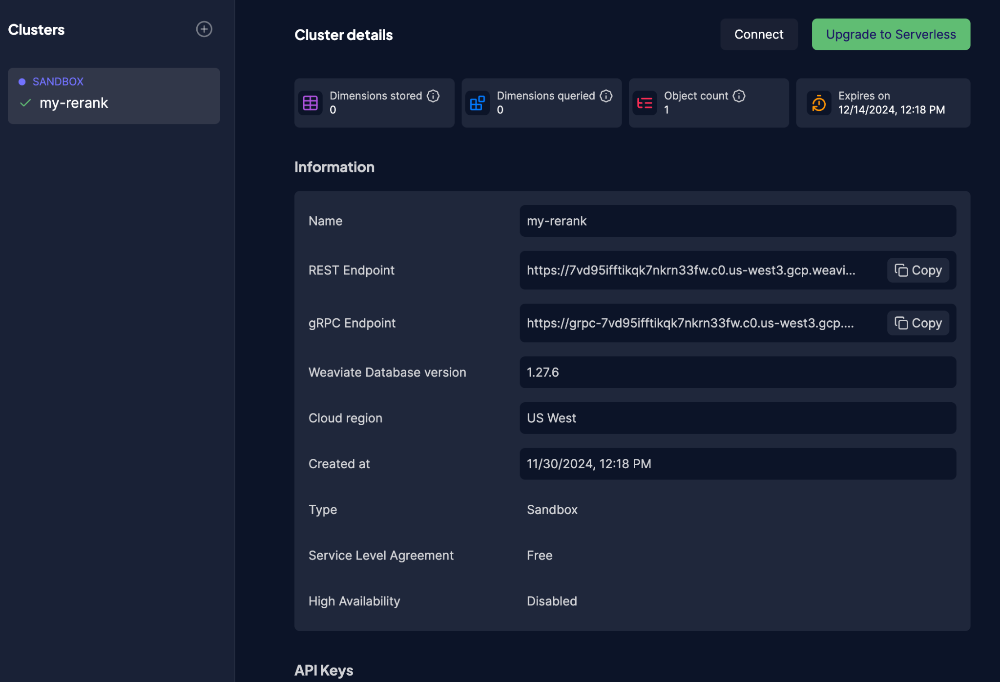 Clusters
SANDBOX
my-rerank
Cluster details
Connect
Upgrade to Serverless
Dimensions stored
0
Dimensions queried
0
Object count
1
Expires on
12/14/2024, 12:18 PM
Information
Name
my-rerank
REST Endpoint
https://7vd95ifftikqk7nkrn33fw.c0.us-west3.gcp.weavi...
Copy
gRPC Endpoint
https://grpc-7vd95ifftikqk7nkrn33fw.c0.us-west3.gcp....
Copy
Weaviate Database version
1.27.6
Cloud region
US West
Created at
11/30/2024, 12:18 PM
Type
Sandbox
Service Level Agreement
Free
High Availability
Disabled
API Keys